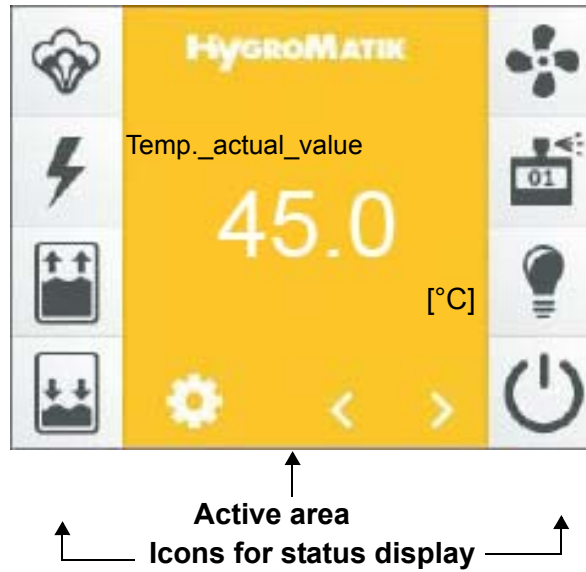 HYGROMATIK
Temp._actual_value
45.0
[°C]
01
< >
Active area
Icons for status display